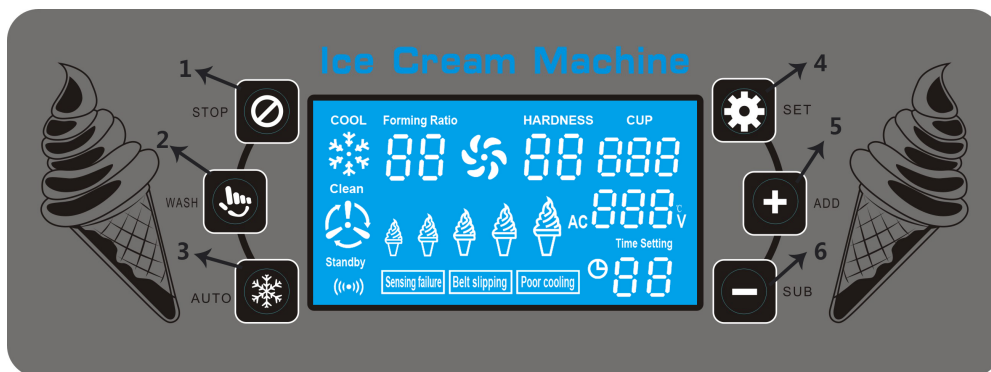 Ice Cream Machine
1
STOP
2
WASH
3
AUTO
COOL
Forming Ratio
88
HARDNESS
88
CUP
888
Clean
AC 888 °C V
Time Setting
88
Standby
Sensing failure
Belt slipping
Poor cooling
4
SET
5
ADD
6
SUB